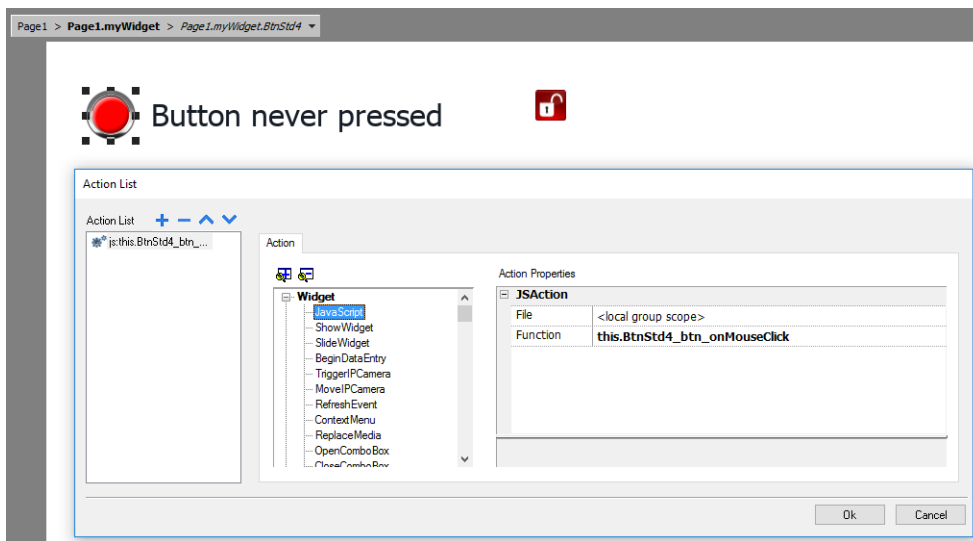 Page1 > Page1.myWidget > Page1.myWidget.BtnStd4
Button never pressed
Action List
Action List
js:this.BtnStd4_btn_...
Action
Widget
JavaScript
ShowWidget
SlideWidget
BeginDataEntry
TriggerIPCamera
MoveIPCamera
RefreshEvent
ContextMenu
ReplaceMedia
OpenComboBox
CloseComboBox
Action Properties
JSAction
File <local group scope>
Function this.BtnStd4_btn_onMouseClick
Ok Cancel